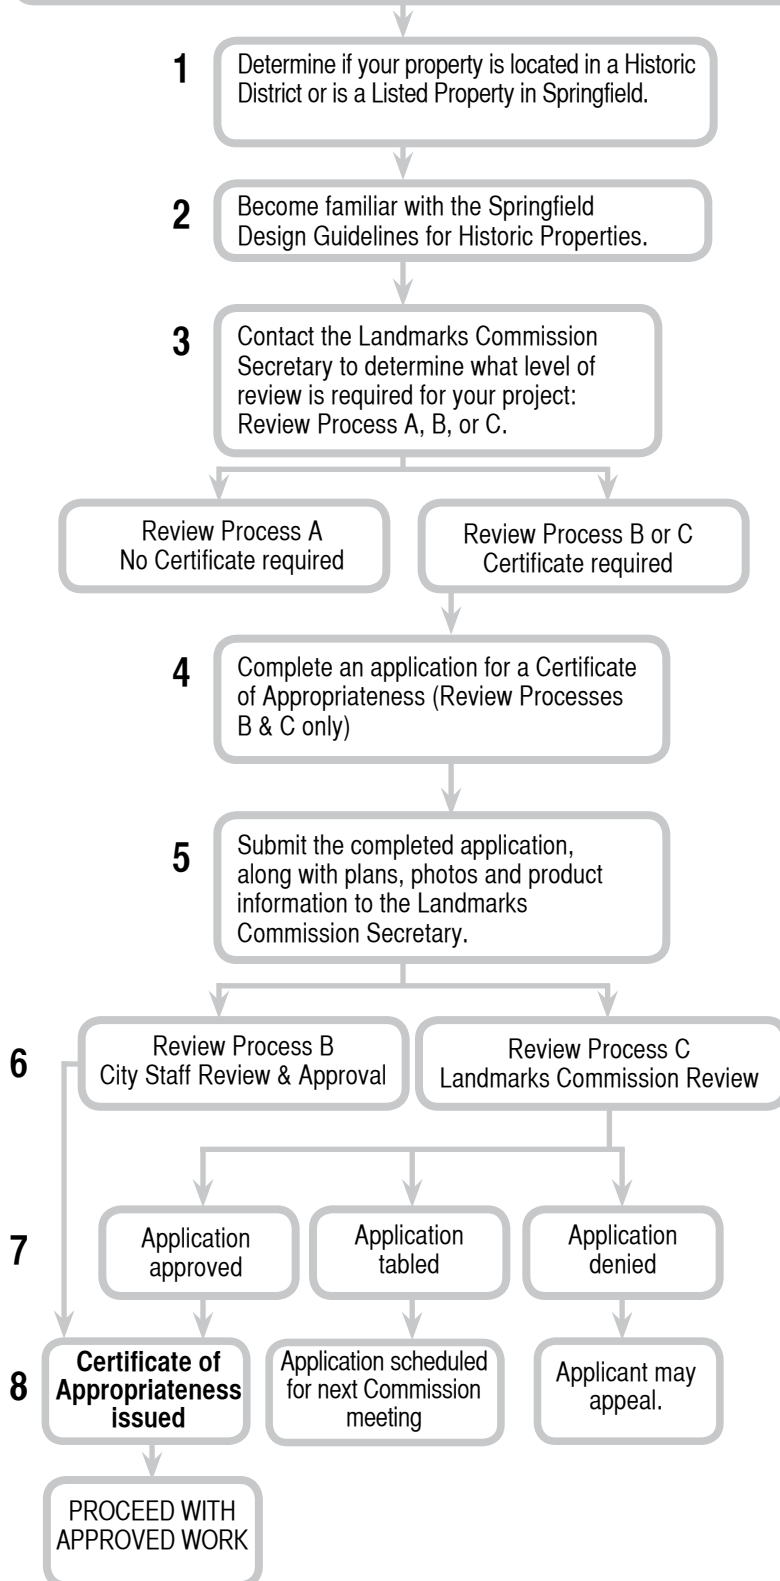 1
Determine if your property is located in a Historic
District or is a Listed Property in Springfield.
2
Become familiar with the Springfield
Design Guidelines for Historic Properties.
3
Contact the Landmarks Commission
Secretary to determine what level of
review is required for your project:
Review Process A, B, or C.
Review Process A
No Certificate required
Review Process B or C
Certificate required
4
Complete an application for a Certificate
of Appropriateness (Review Processes
B & C only)
5
Submit the completed application,
along with plans, photos and product
information to the Landmarks
Commission Secretary.
6
Review Process B
City Staff Review & Approval
Review Process C
Landmarks Commission Review
7
Application
approved
Application
tabled
Application
denied
8
Certificate of
Appropriateness
issued
Application scheduled
for next Commission
meeting
Applicant may
appeal.
PROCEED WITH
APPROVED WORK